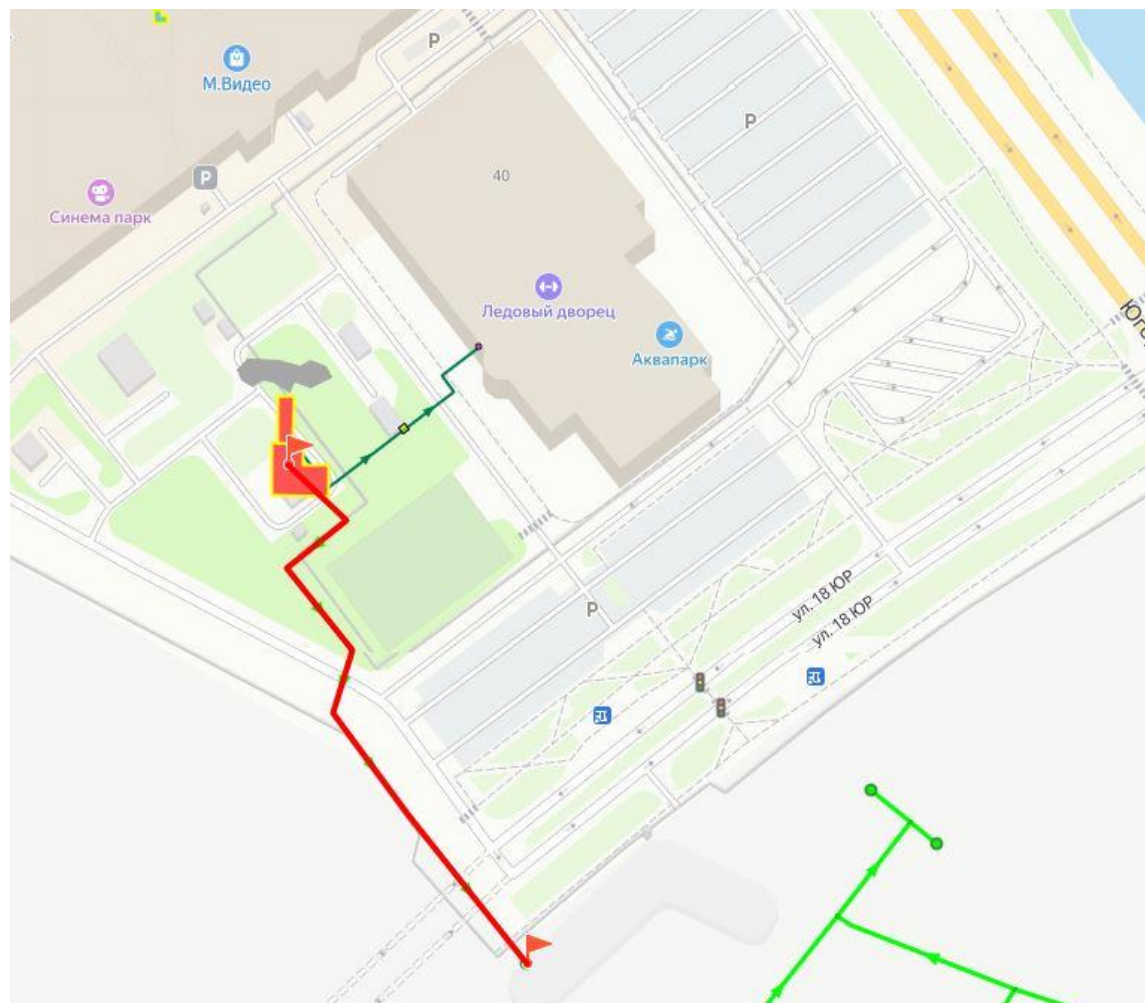 P
М.Видео
P
P
40
Синема парк
Ледовый дворец
Аквапарк
P
ул. 18 ЮР
ул. 18 ЮР